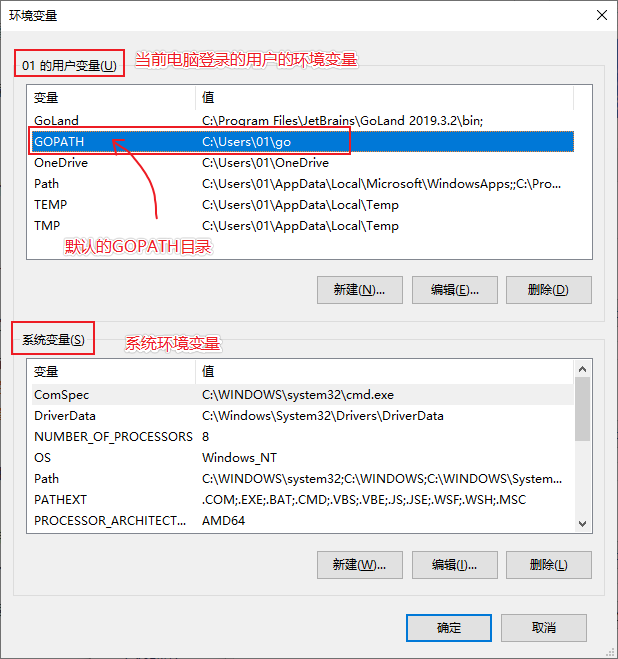 环境变量
01 的用户变量(U)
当前电脑登录的用户的环境变量
变量 值
GoLand C:\Program Files\JetBrains\GoLand 2019.3.2\bin;
GOPATH C:\Users\01\go
OneDrive C:\Users\01\OneDrive
Path C:\Users\01\AppData\Local\Microsoft\WindowsApps;;C:\Pro...
TEMP C:\Users\01\AppData\Local\Temp
TMP C:\Users\01\AppData\Local\Temp
默认的GOPATH目录
新建(N)... 编辑(E)... 删除(D)
系统变量(S)
系统环境变量
变量 值
ComSpec C:\WINDOWS\system32\cmd.exe
DriverData C:\Windows\System32\Drivers\DriverData
NUMBER_OF_PROCESSORS 8
OS Windows_NT
Path C:\WINDOWS\system32;C:\WINDOWS;C:\WINDOWS\System...
PATHEXT .COM;.EXE;.BAT;.CMD;.VBS;.VBE;.JS;.JSE;.WSF;.WSH;.MSC
PROCESSOR_ARCHITECT... AMD64
新建(W)... 编辑(I)... 删除(L)
确定 取消